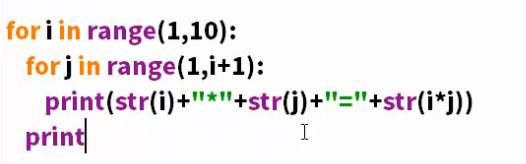 for i in range(1,10):
  for j in range(1,i+1):
    print(str(i)+"*"+str(j)+"="+str(i*j))
  print